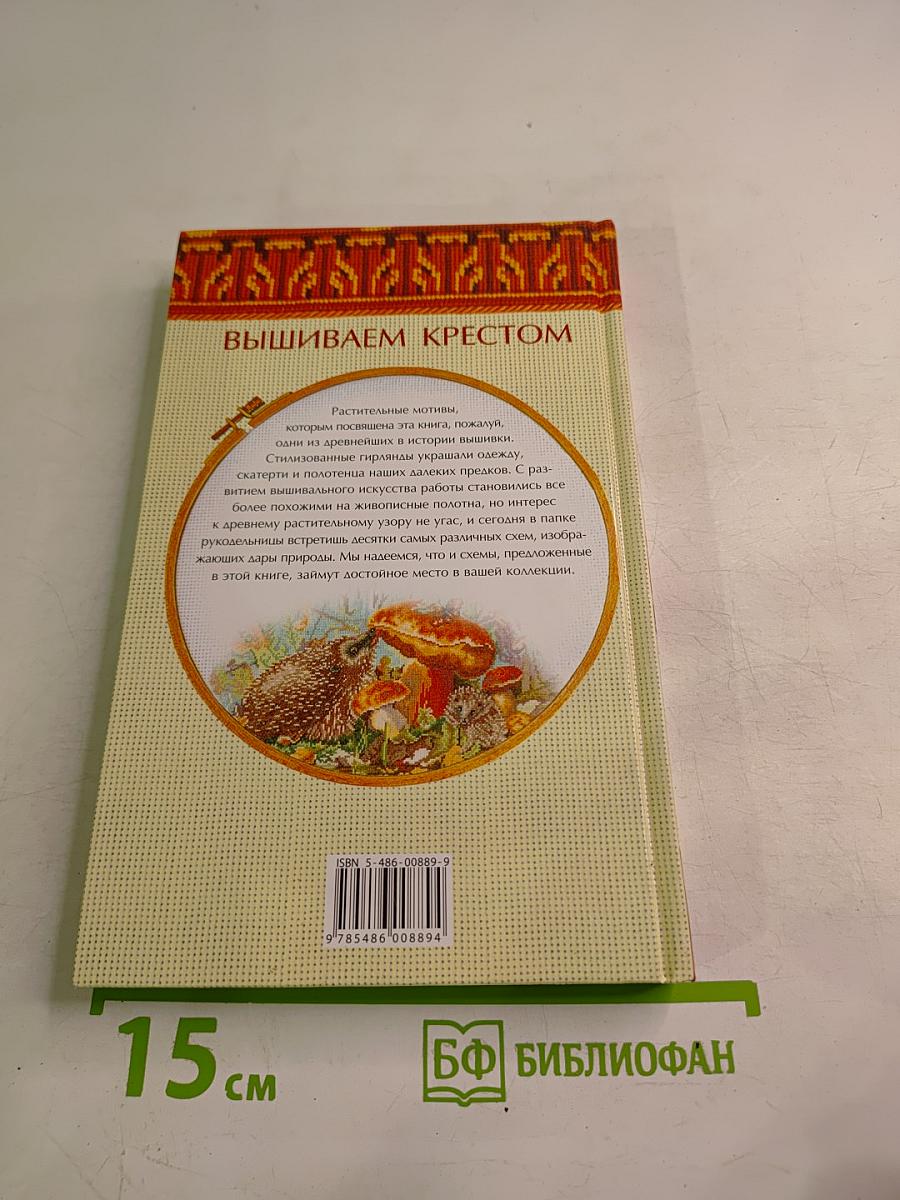 ВЫШИВАЕМ КРЕСТОМ
Растительные мотивы,
которым посвящена эта книга, пожалуй,
одни из древнейших в истории вышивки.
Стилизованные гирлянды украшали одежду,
скатерти и полотенца наших далеких предков. С раз-
витием вышивального искусства работы становились все
более похожими на живописные полотна, но интерес
к древнему растительному узору не угас, и сегодня в папке
рукодельницы встретишь десятки самых различных схем, изобра-
жающих дары природы. Мы надеемся, что и схемы, предложенные
в этой книге, займут достойное место в вашей коллекции.
ISBN 5-486-00889-9
9 785486 008894
15 см
БФ БИБЛИОФАН